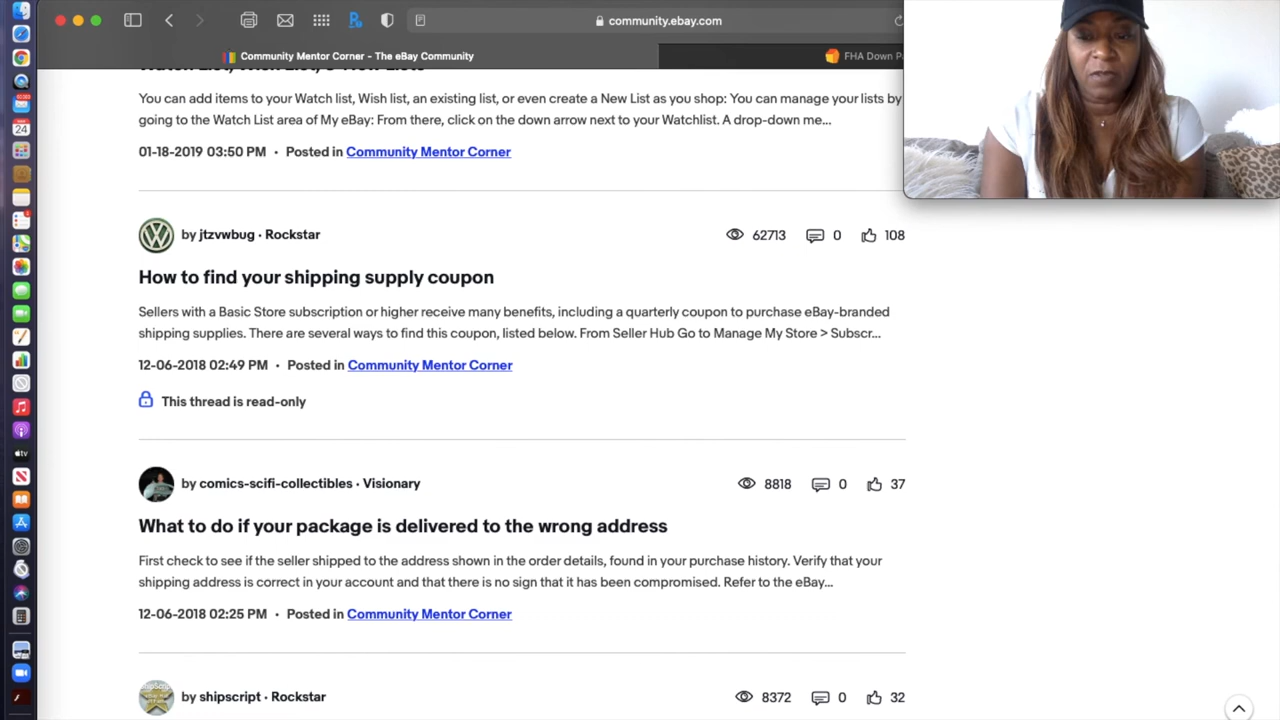 community.ebay.com
Community Mentor Corner - The eBay Community
FHA Down Pa
Watch List, Wish List, & New Lists
You can add items to your Watch list, Wish list, an existing list, or even create a New List as you shop: You can manage your lists by
going to the Watch List area of My eBay: From there, click on the down arrow next to your Watchlist. A drop-down me...
01-18-2019 03:50 PM · Posted in Community Mentor Corner
by jtzvwbug · Rockstar
62713 0 108
How to find your shipping supply coupon
Sellers with a Basic Store subscription or higher receive many benefits, including a quarterly coupon to purchase eBay-branded
shipping supplies. There are several ways to find this coupon, listed below. From Seller Hub Go to Manage My Store > Subscr...
12-06-2018 02:49 PM · Posted in Community Mentor Corner
This thread is read-only
by comics-scifi-collectibles · Visionary
8818 0 37
What to do if your package is delivered to the wrong address
First check to see if the seller shipped to the address shown in the order details, found in your purchase history. Verify that your
shipping address is correct in your account and that there is no sign that it has been compromised. Refer to the eBay...
12-06-2018 02:25 PM · Posted in Community Mentor Corner
by shipscript · Rockstar
8372 0 32